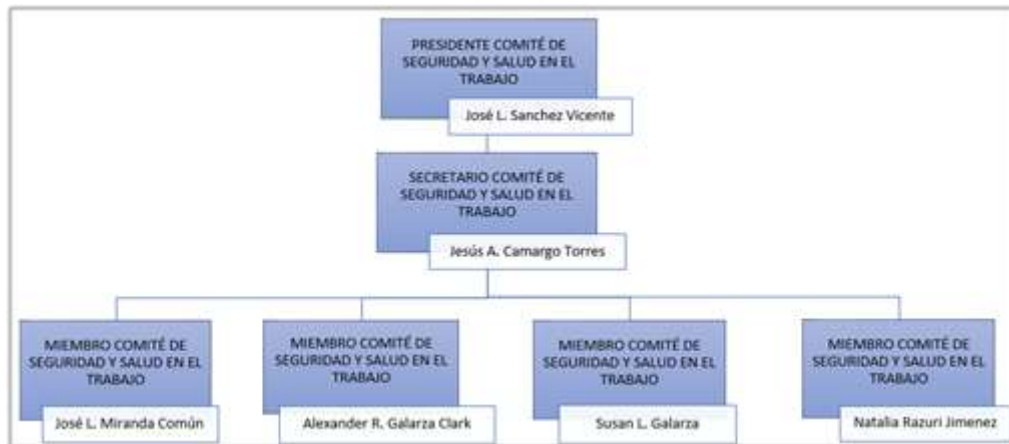 PRESIDENTE COMITÉ DE
SEGURIDAD Y SALUD EN EL
TRABAJO
José L. Sanchez Vicente
SECRETARIO COMITÉ DE
SEGURIDAD Y SALUD EN EL
TRABAJO
Jesús A. Camargo Torres
MIEMBRO COMITÉ DE
SEGURIDAD Y SALUD EN EL
TRABAJO
José L. Miranda Común
MIEMBRO COMITÉ DE
SEGURIDAD Y SALUD EN EL
TRABAJO
Alexander R. Galarza Clark
MIEMBRO COMITÉ DE
SEGURIDAD Y SALUD EN EL
TRABAJO
Susan L. Galarza
MIEMBRO COMITÉ DE
SEGURIDAD Y SALUD EN EL
TRABAJO
Natalia Razuri Jimenez